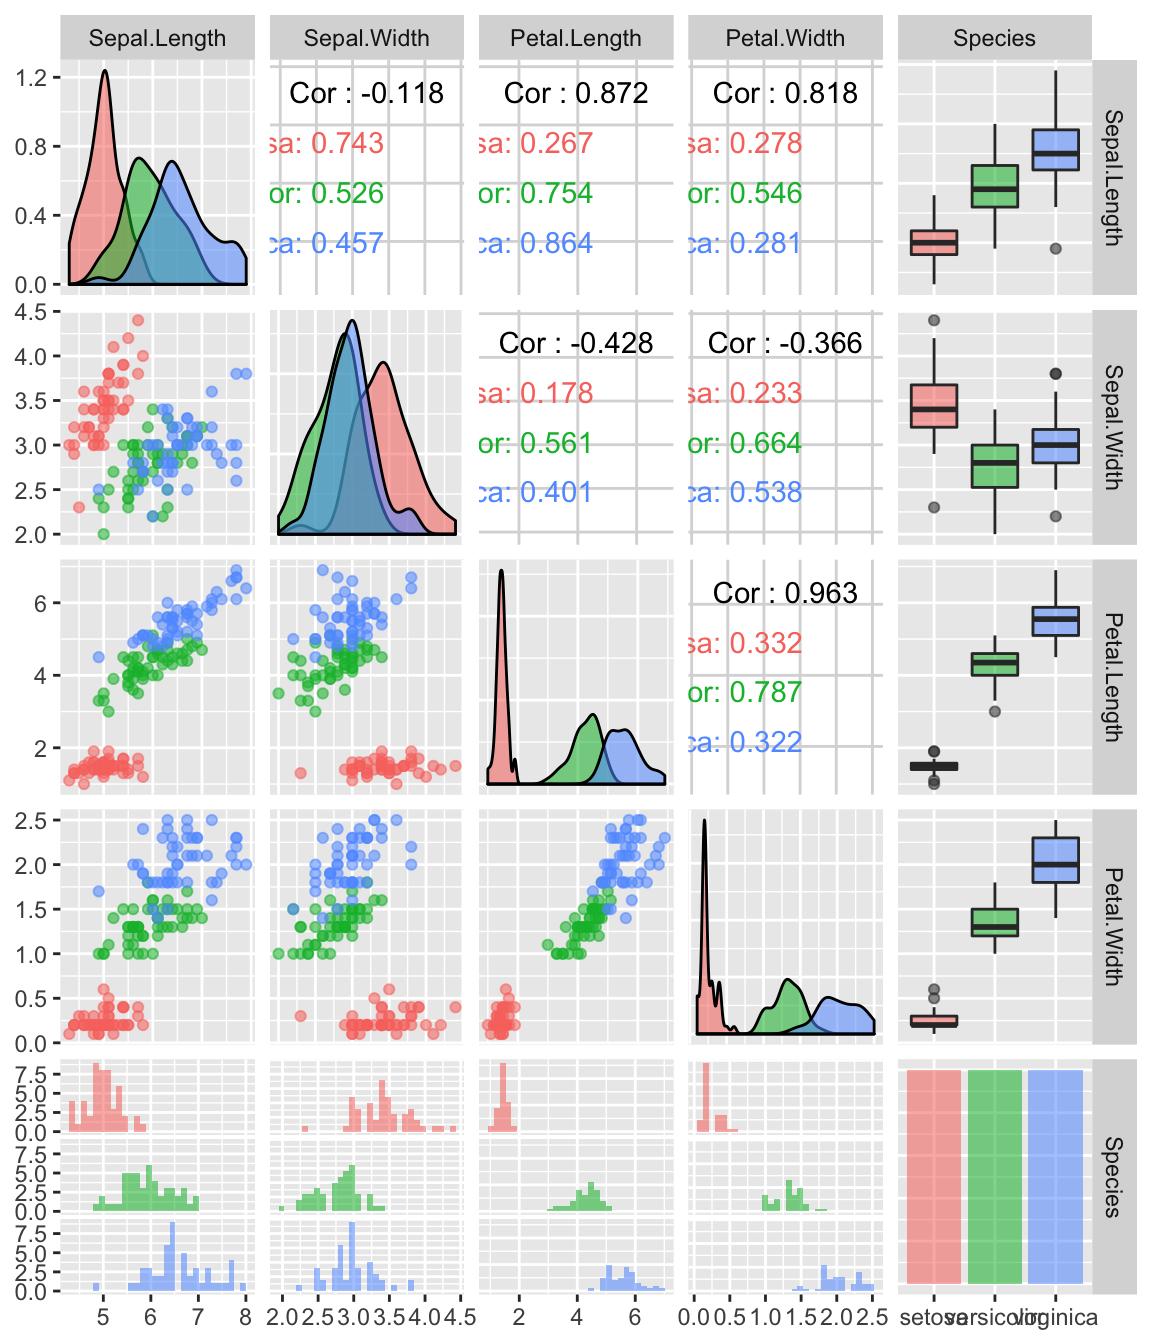 Sepal.Length Sepal.Width Petal.Length Petal.Width Species
1.2
0.8
0.4
0.0
Cor : -0.118
sa: 0.743
or: 0.526
ca: 0.457
Cor : 0.872
sa: 0.267
or: 0.754
ca: 0.864
Cor : 0.818
sa: 0.278
or: 0.546
ca: 0.281
Sepal.Length
4.5
4.0
3.5
3.0
2.5
2.0
Cor : -0.428
sa: 0.178
or: 0.561
ca: 0.401
Cor : -0.366
sa: 0.233
or: 0.664
ca: 0.538
Sepal.Width
6
4
2
Cor : 0.963
sa: 0.332
or: 0.787
ca: 0.322
Petal.Length
2.5
2.0
1.5
1.0
0.5
0.0
Petal.Width
7.5
5.0
2.5
0.0
7.5
5.0
2.5
0.0
7.5
5.0
2.5
0.0
Species
5 6 7 8
2.0 2.5 3.0 3.5 4.0 4.5
2 4 6
0.0 0.5 1.0 1.5 2.0 2.5
setosa versicolor virginica